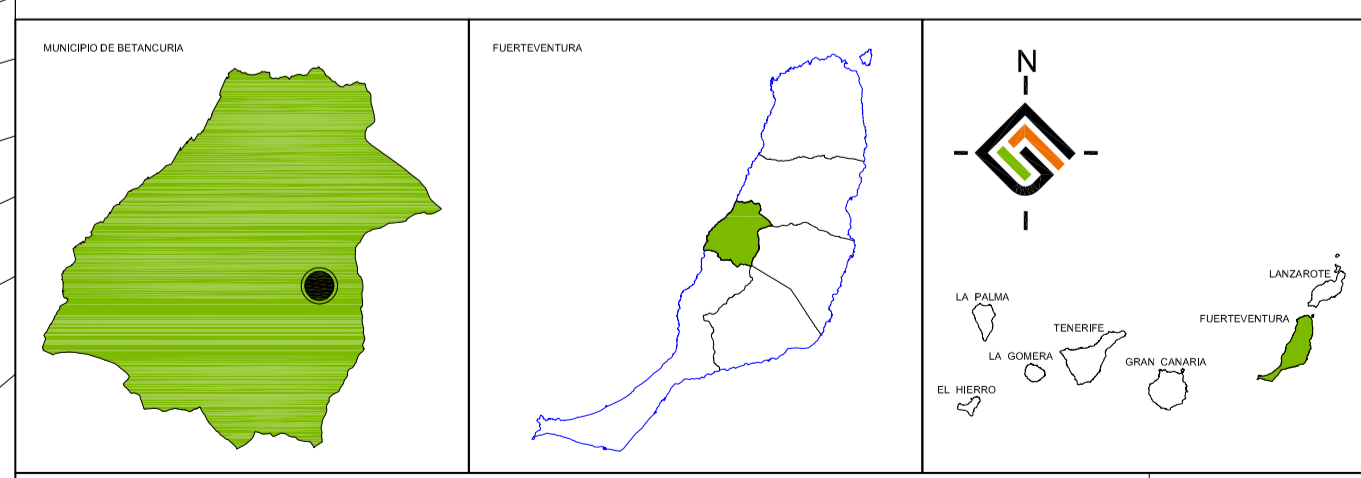 MUNICIPIO DE BETANCURIA
FUERTEVENTURA
N
LANZAROTE
LA PALMA
FUERTEVENTURA
TENERIFE
LA GOMERA
GRAN CANARIA
EL HIERRO